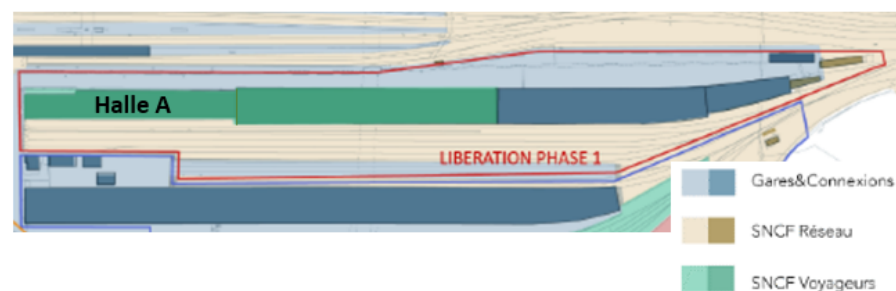 Halle A
LIBERATION PHASE 1
Gares&Connexions
SNCF Réseau
SNCF Voyageurs